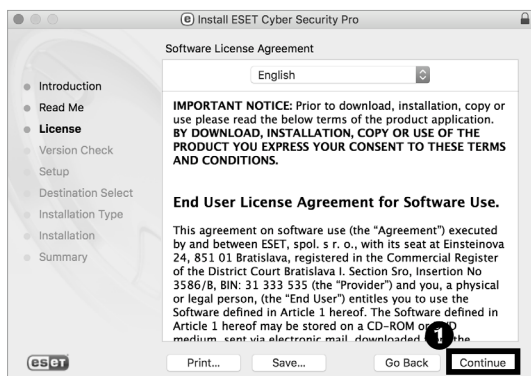 Install ESET Cyber Security Pro
Software License Agreement
English
Introduction
Read Me
License
Version Check
Setup
Destination Select
Installation Type
Installation
Summary
IMPORTANT NOTICE: Prior to download, installation, copy or
use please read the below terms of the product application.
BY DOWNLOAD, INSTALLATION, COPY OR USE OF THE
PRODUCT YOU EXPRESS YOUR CONSENT TO THESE TERMS
AND CONDITIONS.
End User License Agreement for Software Use.
This agreement on software use (the “Agreement”) executed
by and between ESET, spol. s r. o., with its seat at Einsteinova
24, 851 01 Bratislava, registered in the Commercial Register
of the District Court Bratislava I. Section Sro, Insertion No
3586/B, BIN: 31 333 535 (the “Provider”) and you, a physical
or legal person, (the “End User”) entitles you to use the
Software defined in Article 1 hereof. The Software defined in
Article 1 hereof may be stored on a CD-ROM or
medium, sent via electronic mail, downloaded the
1
eset
Print...
Save...
Go Back
Continue